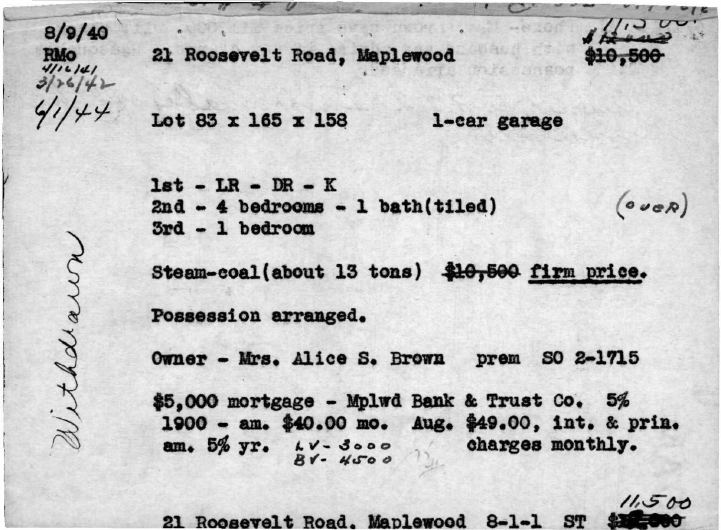 11,500
8/9/40
RMo 21 Roosevelt Road, Maplewood $10,500
4/16/41
3/26/42
6/1/44
Lot 83 x 165 x 158 1-car garage
1st - LR - DR - K
2nd - 4 bedrooms - 1 bath(tiled) (over)
3rd - 1 bedroom
Steam-coal(about 13 tons) $10,500 firm price.
Possession arranged.
Withdrawn
Owner - Mrs. Alice S. Brown prem SO 2-1715
$5,000 mortgage - Mplwd Bank & Trust Co. 5%
1900 - am. $40.00 mo. Aug. $49.00, int. & prin.
am. 5% yr. LV- 3000 charges monthly.
BV- 4500
11,500
21 Roosevelt Road, Maplewood 8-1-1 ST